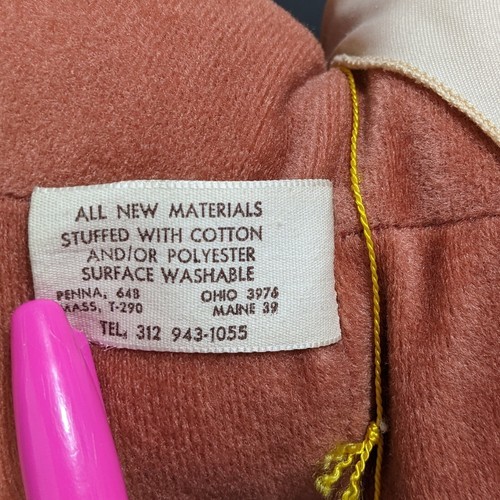 ALL NEW MATERIALS
STUFFED WITH COTTON
AND/OR POLYESTER
SURFACE WASHABLE
PENNA, 64B OHIO 3976
MASS, T-290 MAINE 39
TEL, 312 943-1055